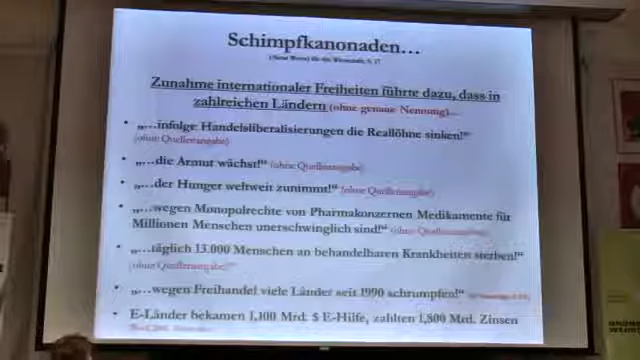 Schimpfkanonaden…
Zunahme internationaler Freiheiten führte dazu, dass in
zahlreichen Ländern (ohne genaue Nennung)…
• „…infolge Handelsliberalisierungen die Reallöhne sinken!“
(ohne Quellenangabe)
• „…die Armut wächst!“ (ohne Quellenangabe)
• „…der Hunger weltweit zunimmt!“ (ohne Quellenangabe)
• „…wegen Monopolrechte von Pharmakonzernen Medikamente für
Millionen Menschen unerschwinglich sind!“ (ohne Quellenangabe)
• „…täglich 13.000 Menschen an behandelbaren Krankheiten sterben!“
(ohne Quellenangabe)
• „…wegen Freihandel viele Länder seit 1990 schrumpfen!“
• E-Länder bekamen 1,100 Mrd. $ E-Hilfe, zahlten 1,800 Mrd. Zinsen